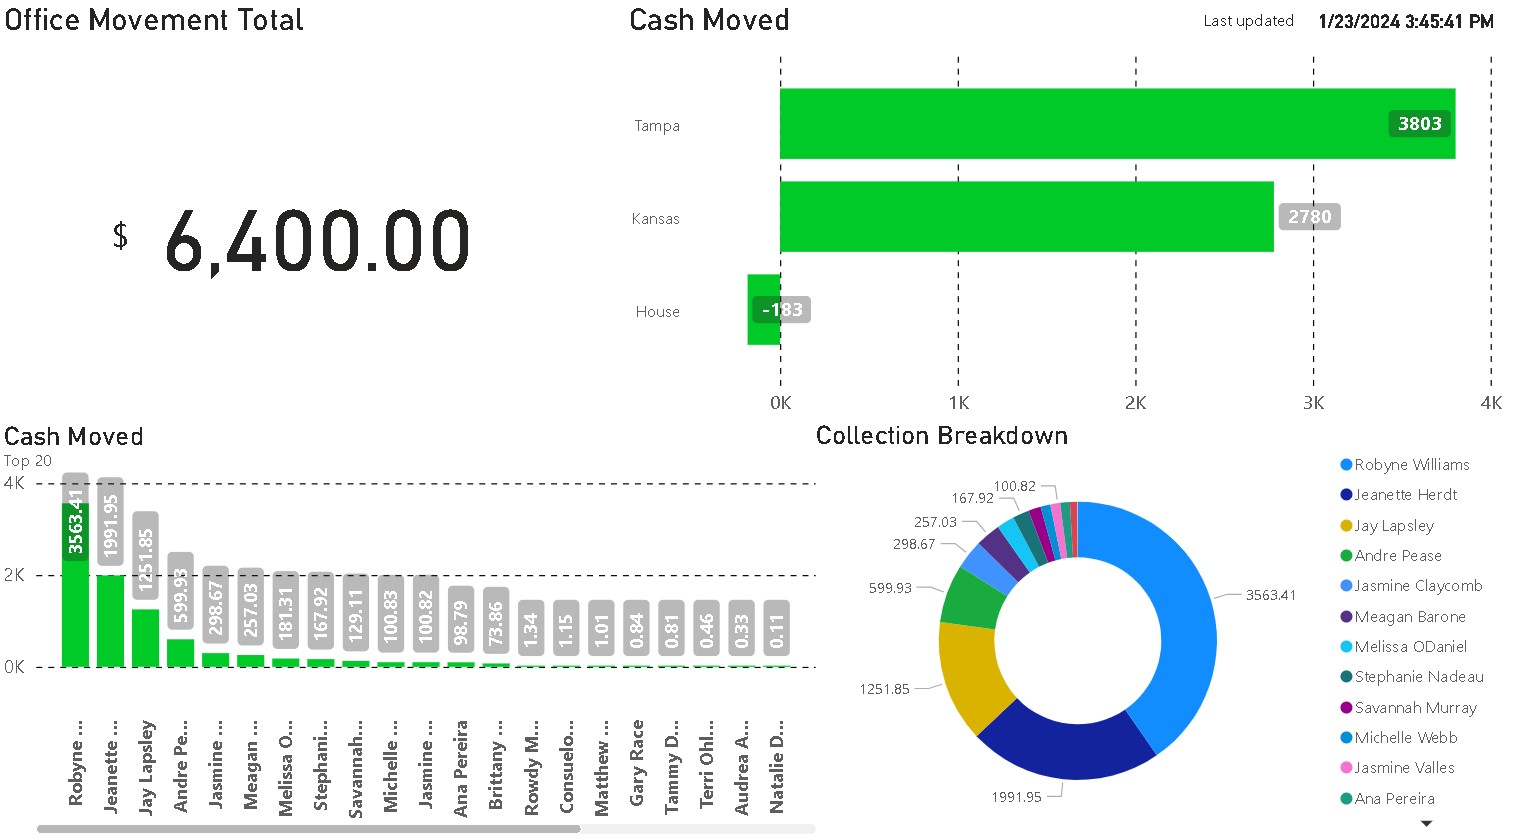 Office Movement Total
$ 6,400.00
Cash Moved
Last updated 1/23/2024 3:45:41 PM
Tampa
3803
Kansas
2780
House
-183
0K 1K 2K 3K 4K
Cash Moved
Top 20
4K
2K
0K
3563.41
1991.95
1251.85
599.93
298.67
257.03
181.31
167.92
129.11
100.83
100.82
98.79
73.86
1.34
1.15
1.01
0.84
0.81
0.46
0.33
0.11
Robyne ...
Jeanette ...
Jay Lapsley
Andre Pe...
Jasmine ...
Meagan ...
Melissa O...
Stephani...
Savannah...
Michelle ...
Jasmine ...
Ana Pereira
Brittany ...
Rowdy M...
Consuelo...
Matthew ...
Gary Race
Tammy D...
Terri Ohl...
Audrea A...
Natalie D...
Collection Breakdown
100.82
167.92
257.03
298.67
599.93
1251.85
1991.95
3563.41
Robyne Williams
Jeanette Herdt
Jay Lapsley
Andre Pease
Jasmine Claycomb
Meagan Barone
Melissa ODaniel
Stephanie Nadeau
Savannah Murray
Michelle Webb
Jasmine Valles
Ana Pereira